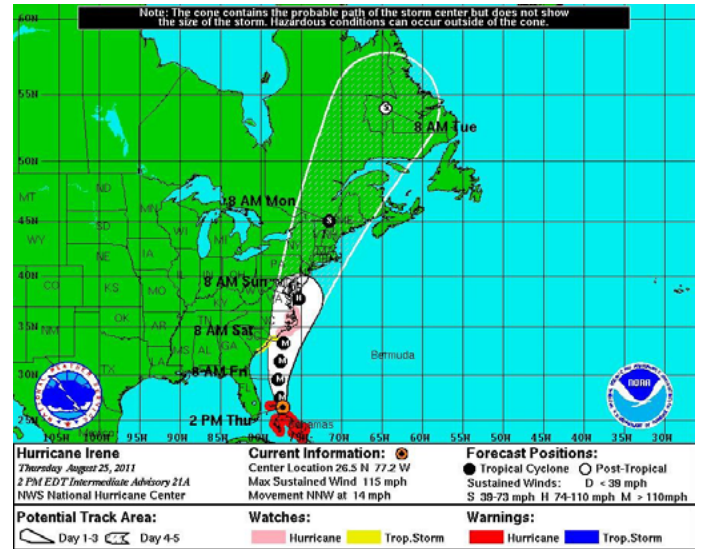 Note: The cone contains the probable path of the storm center but does not show
the size of the storm. Hazardous conditions can occur outside of the cone.
60N
55N
8 AM Tue
S
50N
MT
ND
MN
8 AM Mon
45N
S
ME
WY
SD
WI
MI
NY
NE
IA
PA
40N
8 AM Sun
H
CO
KS
MO
IL
KY
VA
35N
8 AM Sat
NM
OK
AR
TN
NC
SC
M
Bermuda
MS
AL
GA
M
30N
8 AM Fri
TX
LA
M
FL
NOAA
2 PM Thu
25N
Mexico
Bahamas
105W 100W 95W 90W 85W 80W 75W 70W 65W 60W 55W 50W 45W 40W 35W 30W
Hurricane Irene
Thursday August 25, 2011
2 PM EDT Intermediate Advisory 21A
NWS National Hurricane Center
Current Information:
Center Location 26.5 N 77.2 W
Max Sustained Wind 115 mph
Movement NNW at 14 mph
Forecast Positions:
Tropical Cyclone Post-Tropical
Sustained Winds: D < 39 mph
S 39-73 mph H 74-110 mph M > 110mph
Potential Track Area:
Day 1-3 Day 4-5
Watches:
Hurricane Trop.Storm
Warnings:
Hurricane Trop.Storm